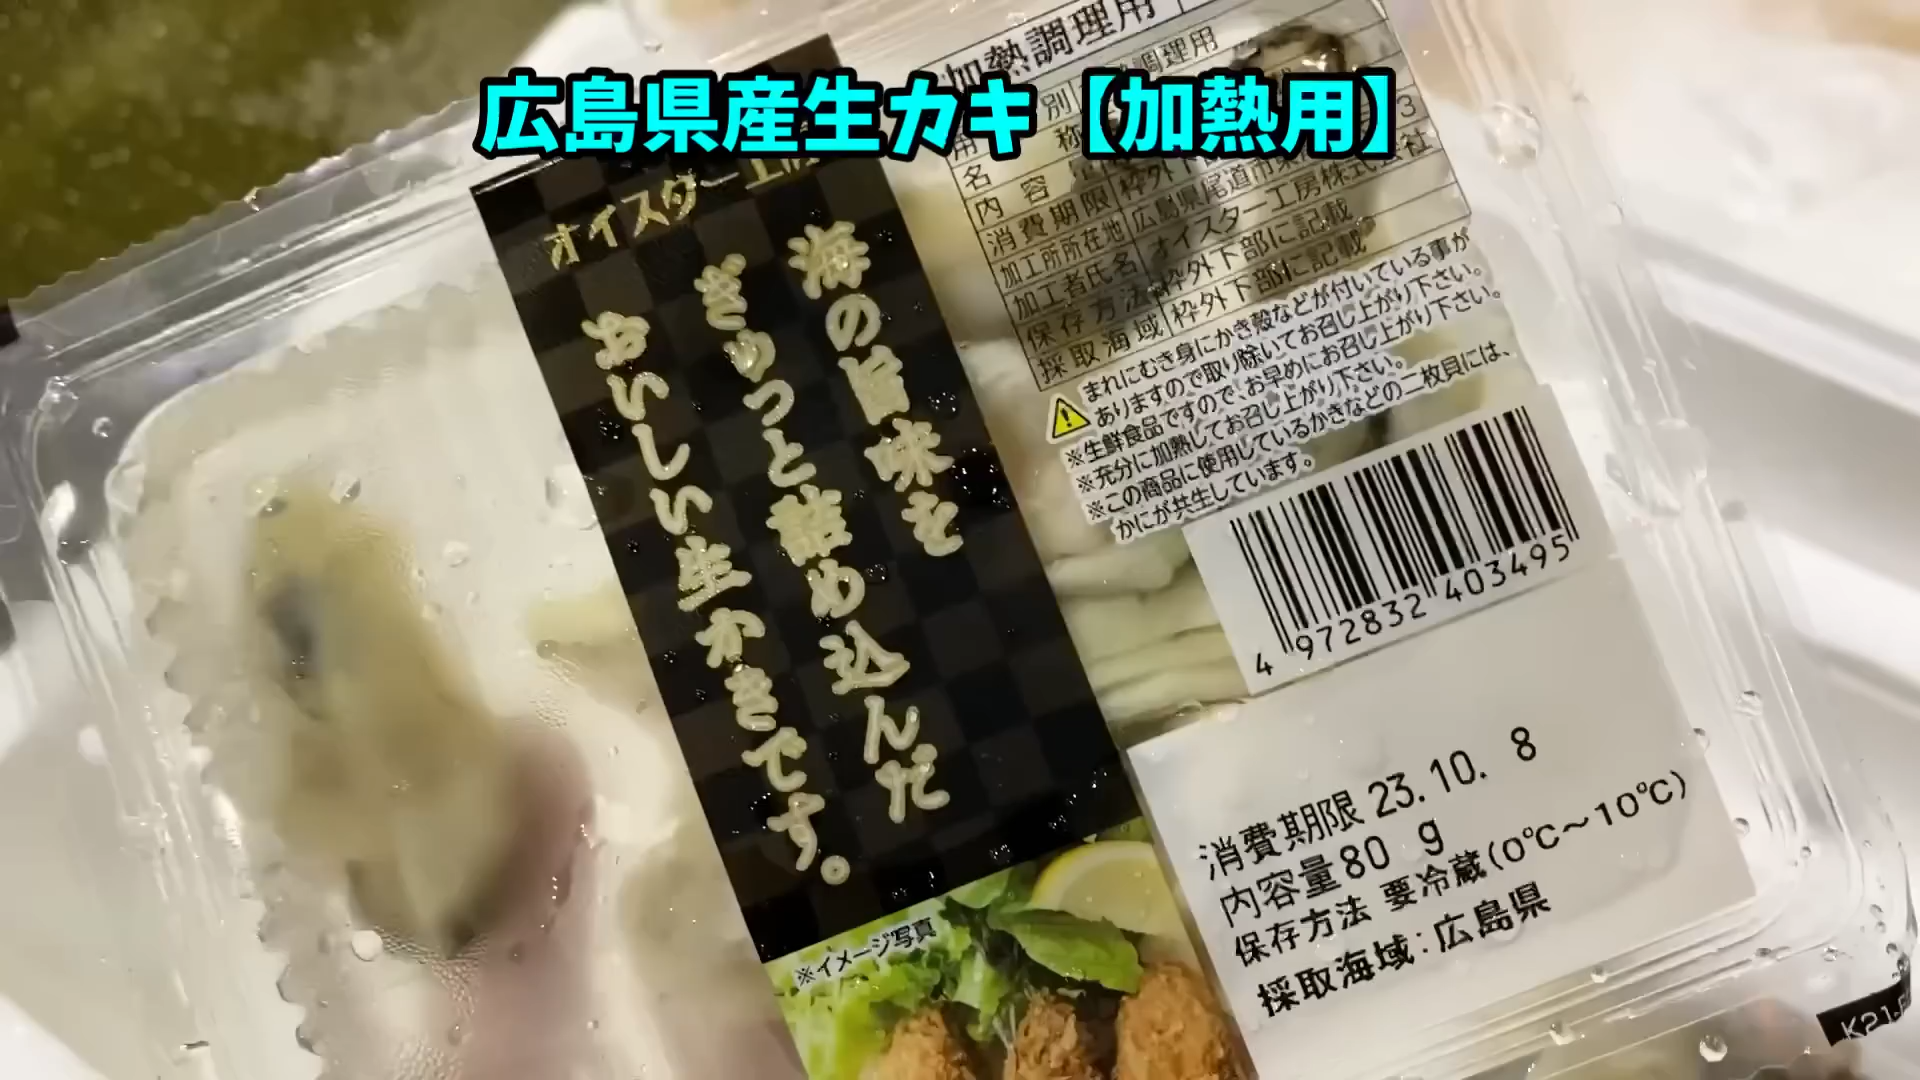 広島県産生カキ【加熱用】
オイスター工房
海の旨味を
ぎゅっと詰め込んだ
おいしい生かきです。
※イメージ写真
加熱調理用
名称
内容
消費期限 枠外下
加工所所在地 広島県尾道市東
加工者氏名 オイスター工房株式会社
保存方法 枠外下部に記載
採取海域 枠外下部に記載
まれにむき身にかき殻などが付いている事が
ありますので取り除いてお召し上がり下さい。
※生鮮食品ですので、お早めにお召し上がり下さい。
※充分に加熱してお召し上がり下さい。
※この商品に使用しているかきなどの二枚貝には、
かにが共生しています。
4 972832 403495
消費期限 23.10. 8
内容量 80 g
保存方法 要冷蔵(0℃～10℃)
採取海域:広島県
K21.